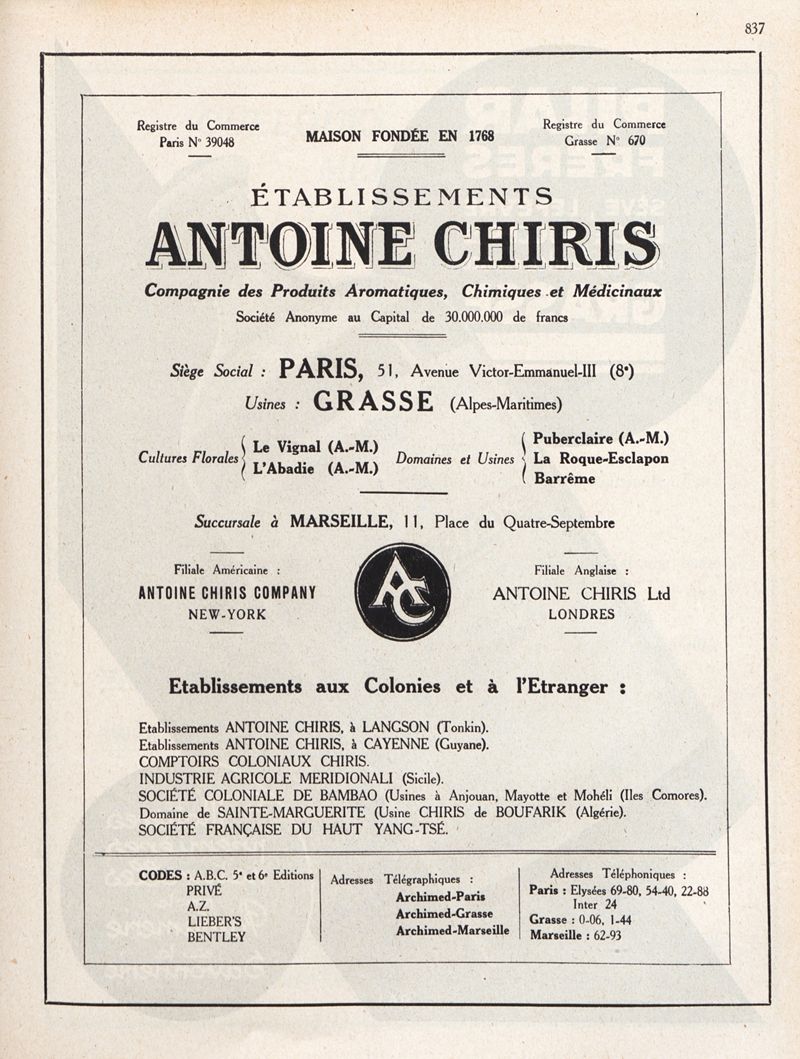 837
Registre du Commerce
Paris N° 39048
MAISON FONDÉE EN 1768
Registre du Commerce
Grasse N° 670
ÉTABLISSEMENTS
ANTOINE CHIRIS
Compagnie des Produits Aromatiques, Chimiques et Médicinaux
Société Anonyme au Capital de 30.000.000 de francs
Siège Social : PARIS, 51, Avenue Victor-Emmanuel-III (8e)
Usines : GRASSE (Alpes-Maritimes)
Cultures Florales
Le Vignal (A.-M.)
L'Abadie (A.-M.)
Domaines et Usines
Puberclaire (A.-M.)
La Roque-Esclapon
Barrême
Succursale à MARSEILLE, 11, Place du Quatre-Septembre
Filiale Américaine :
ANTOINE CHIRIS COMPANY
NEW-YORK
AC
Filiale Anglaise :
ANTOINE CHIRIS Ltd
LONDRES
Etablissements aux Colonies et à l'Etranger :
Etablissements ANTOINE CHIRIS, à LANGSON (Tonkin).
Etablissements ANTOINE CHIRIS, à CAYENNE (Guyane).
COMPTOIRS COLONIAUX CHIRIS.
INDUSTRIE AGRICOLE MERIDIONALI (Sicile).
SOCIÉTÉ COLONIALE DE BAMBAO (Usines à Anjouan, Mayotte et Mohéli (Iles Comores).
Domaine de SAINTE-MARGUERITE (Usine CHIRIS de BOUFARIK (Algérie).
SOCIÉTÉ FRANÇAISE DU HAUT YANG-TSÉ.
CODES : A.B.C. 5e et 6e Editions
PRIVÉ
A.Z.
LIEBER'S
BENTLEY
Adresses Télégraphiques :
Archimed-Paris
Archimed-Grasse
Archimed-Marseille
Adresses Téléphoniques :
Paris : Elysées 69-80, 54-40, 22-88
Inter 24
Grasse : 0-06, 1-44
Marseille : 62-93